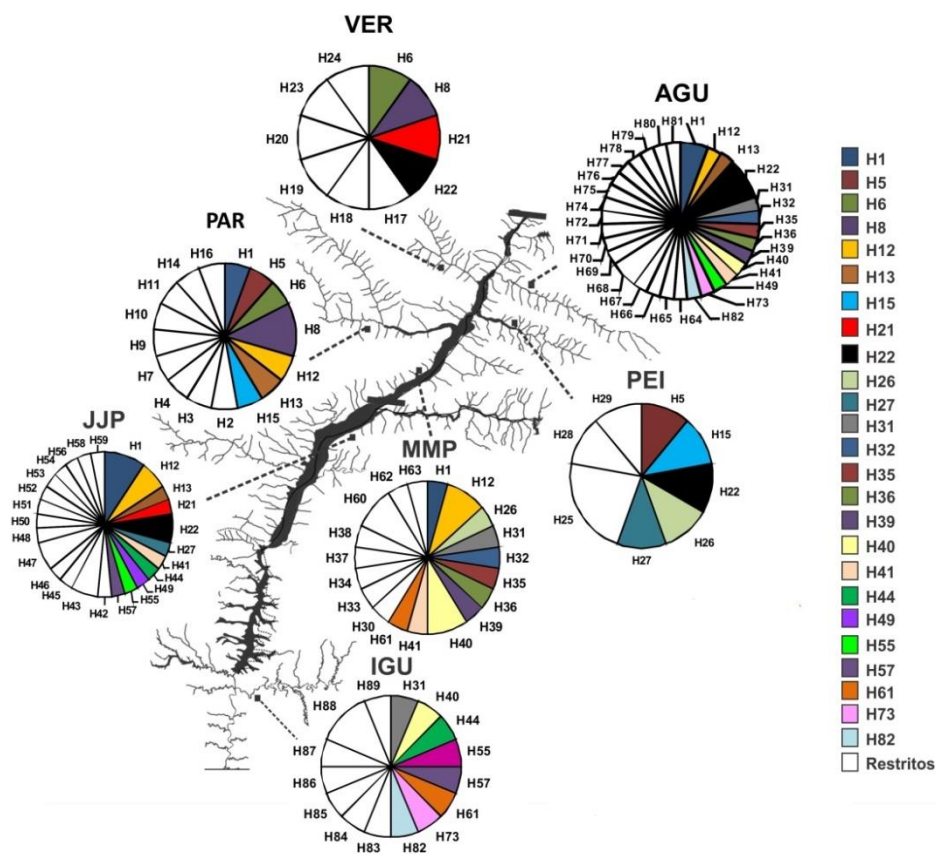 VER
H24
H6
H23
H8
H20
H21
H19
H22
H18
H17
AGU
H81
H1
H80
H12
H79
H13
H78
H77
H22
H76
H31
H75
H32
H74
H35
H72
H36
H71
H39
H70
H40
H69
H41
H68
H49
H67
H73
H66
H82
H65
H64
PAR
H16
H1
H14
H5
H11
H6
H10
H8
H9
H7
H12
H4
H13
H3
H15
H2
PEI
H29
H5
H28
H15
H22
H25
H26
H27
JJP
H59
H58
H1
H56
H54
H12
H53
H13
H52
H21
H51
H22
H50
H27
H48
H41
H44
H47
H49
H46
H55
H45
H57
H43
H42
MMP
H63
H1
H62
H12
H60
H26
H31
H38
H32
H37
H35
H34
H36
H33
H39
H30
H40
H61
H41
IGU
H89
H31
H88
H40
H44
H87
H55
H86
H57
H85
H61
H84
H73
H83
H82
H1
H5
H6
H8
H12
H13
H15
H21
H22
H26
H27
H31
H32
H35
H36
H39
H40
H41
H44
H49
H55
H57
H61
H73
H82
Restritos